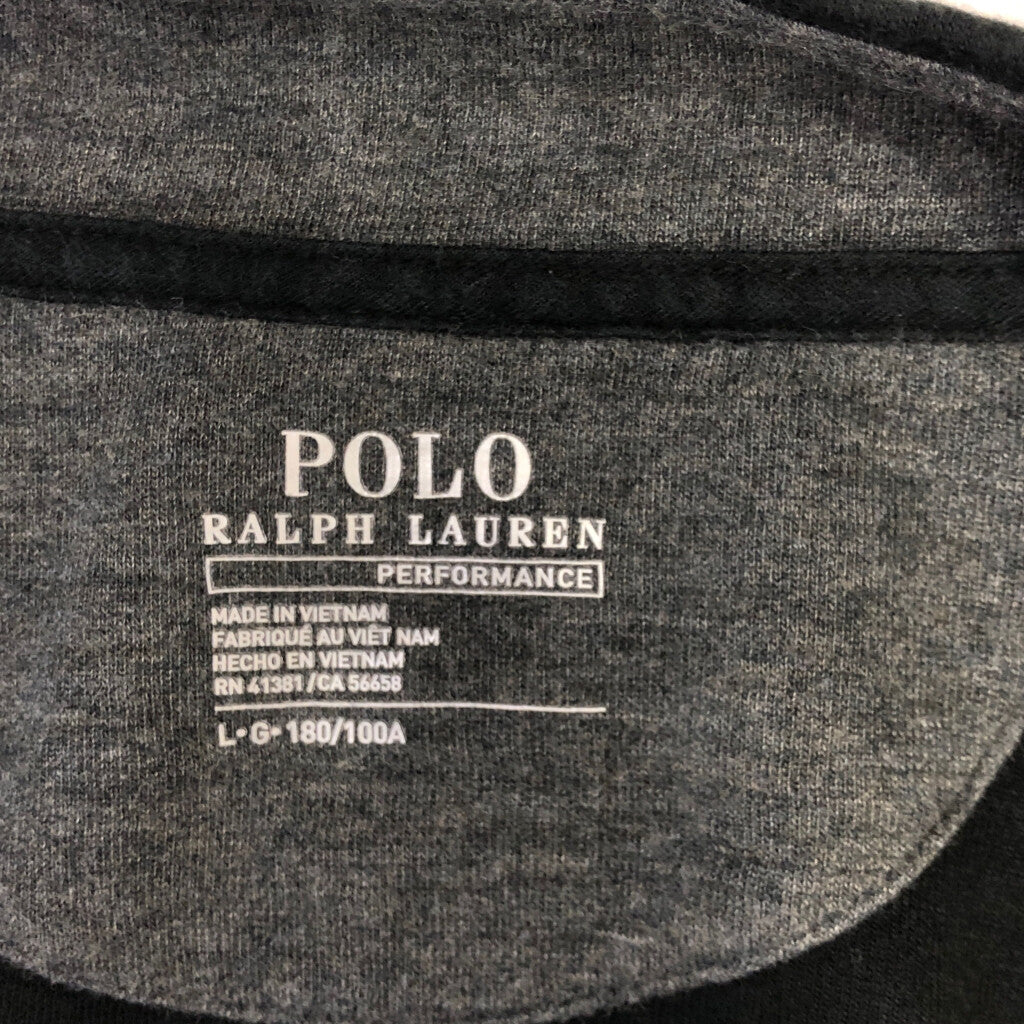 POLO
RALPH LAUREN
PERFORMANCE
MADE IN VIETNAM
FABRIQUÉ AU VIÊT NAM
HECHO EN VIETNAM
RN 41381 /CA 56658
L•G•180/100A